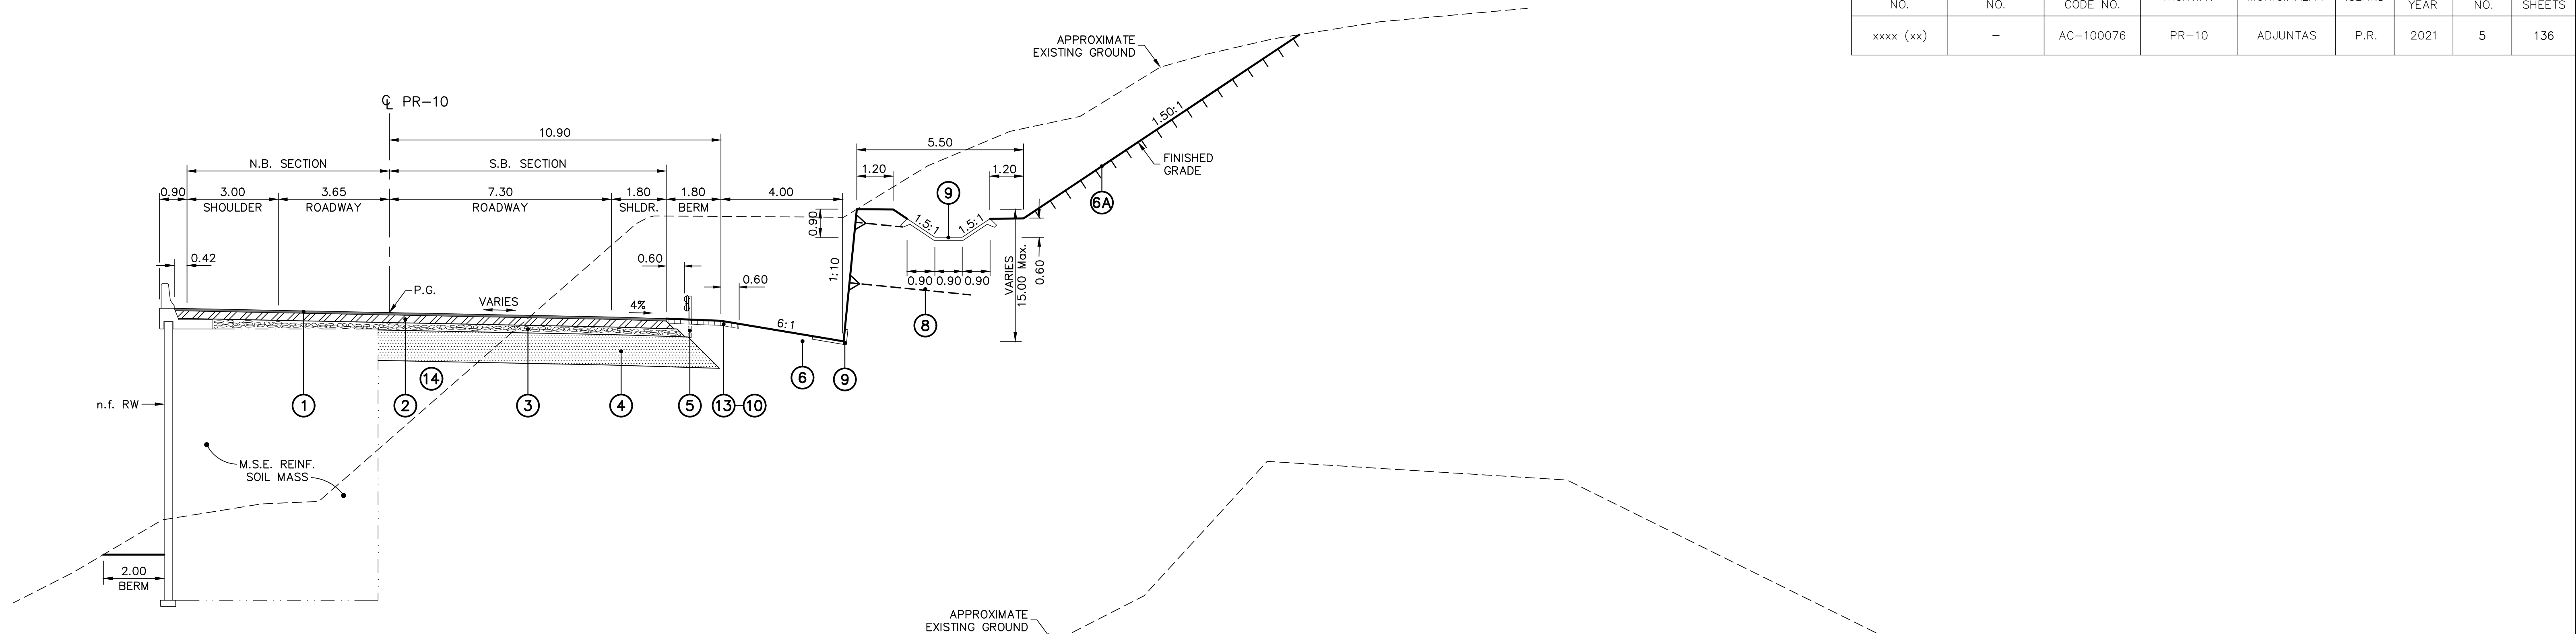 NO. NO. CODE NO. YEAR NO. SHEETS
xxxx (xx) - AC-100076 PR-10 ADJUNTAS P.R. 2021 5 136
APPROXIMATE
EXISTING GROUND
℄ PR-10
10.90
5.50
N.B. SECTION S.B. SECTION
1.20 1.20
1.50:1
FINISHED
GRADE
0.90 3.00 3.65 7.30 1.80 1.80 4.00
SHOULDER ROADWAY ROADWAY SHLDR. BERM
9
6A
0.90
1.5:1 1.5:1
0.42
0.60
0.60
1:10
0.90 0.90 0.90
VARIES
15.00 Max.
0.60
P.G.
VARIES
4%
6:1
8
14
6
9
n.f. RW
1 2 3 4 5 13-10
M.S.E. REINF.
SOIL MASS
2.00
BERM
APPROXIMATE
EXISTING GROUND